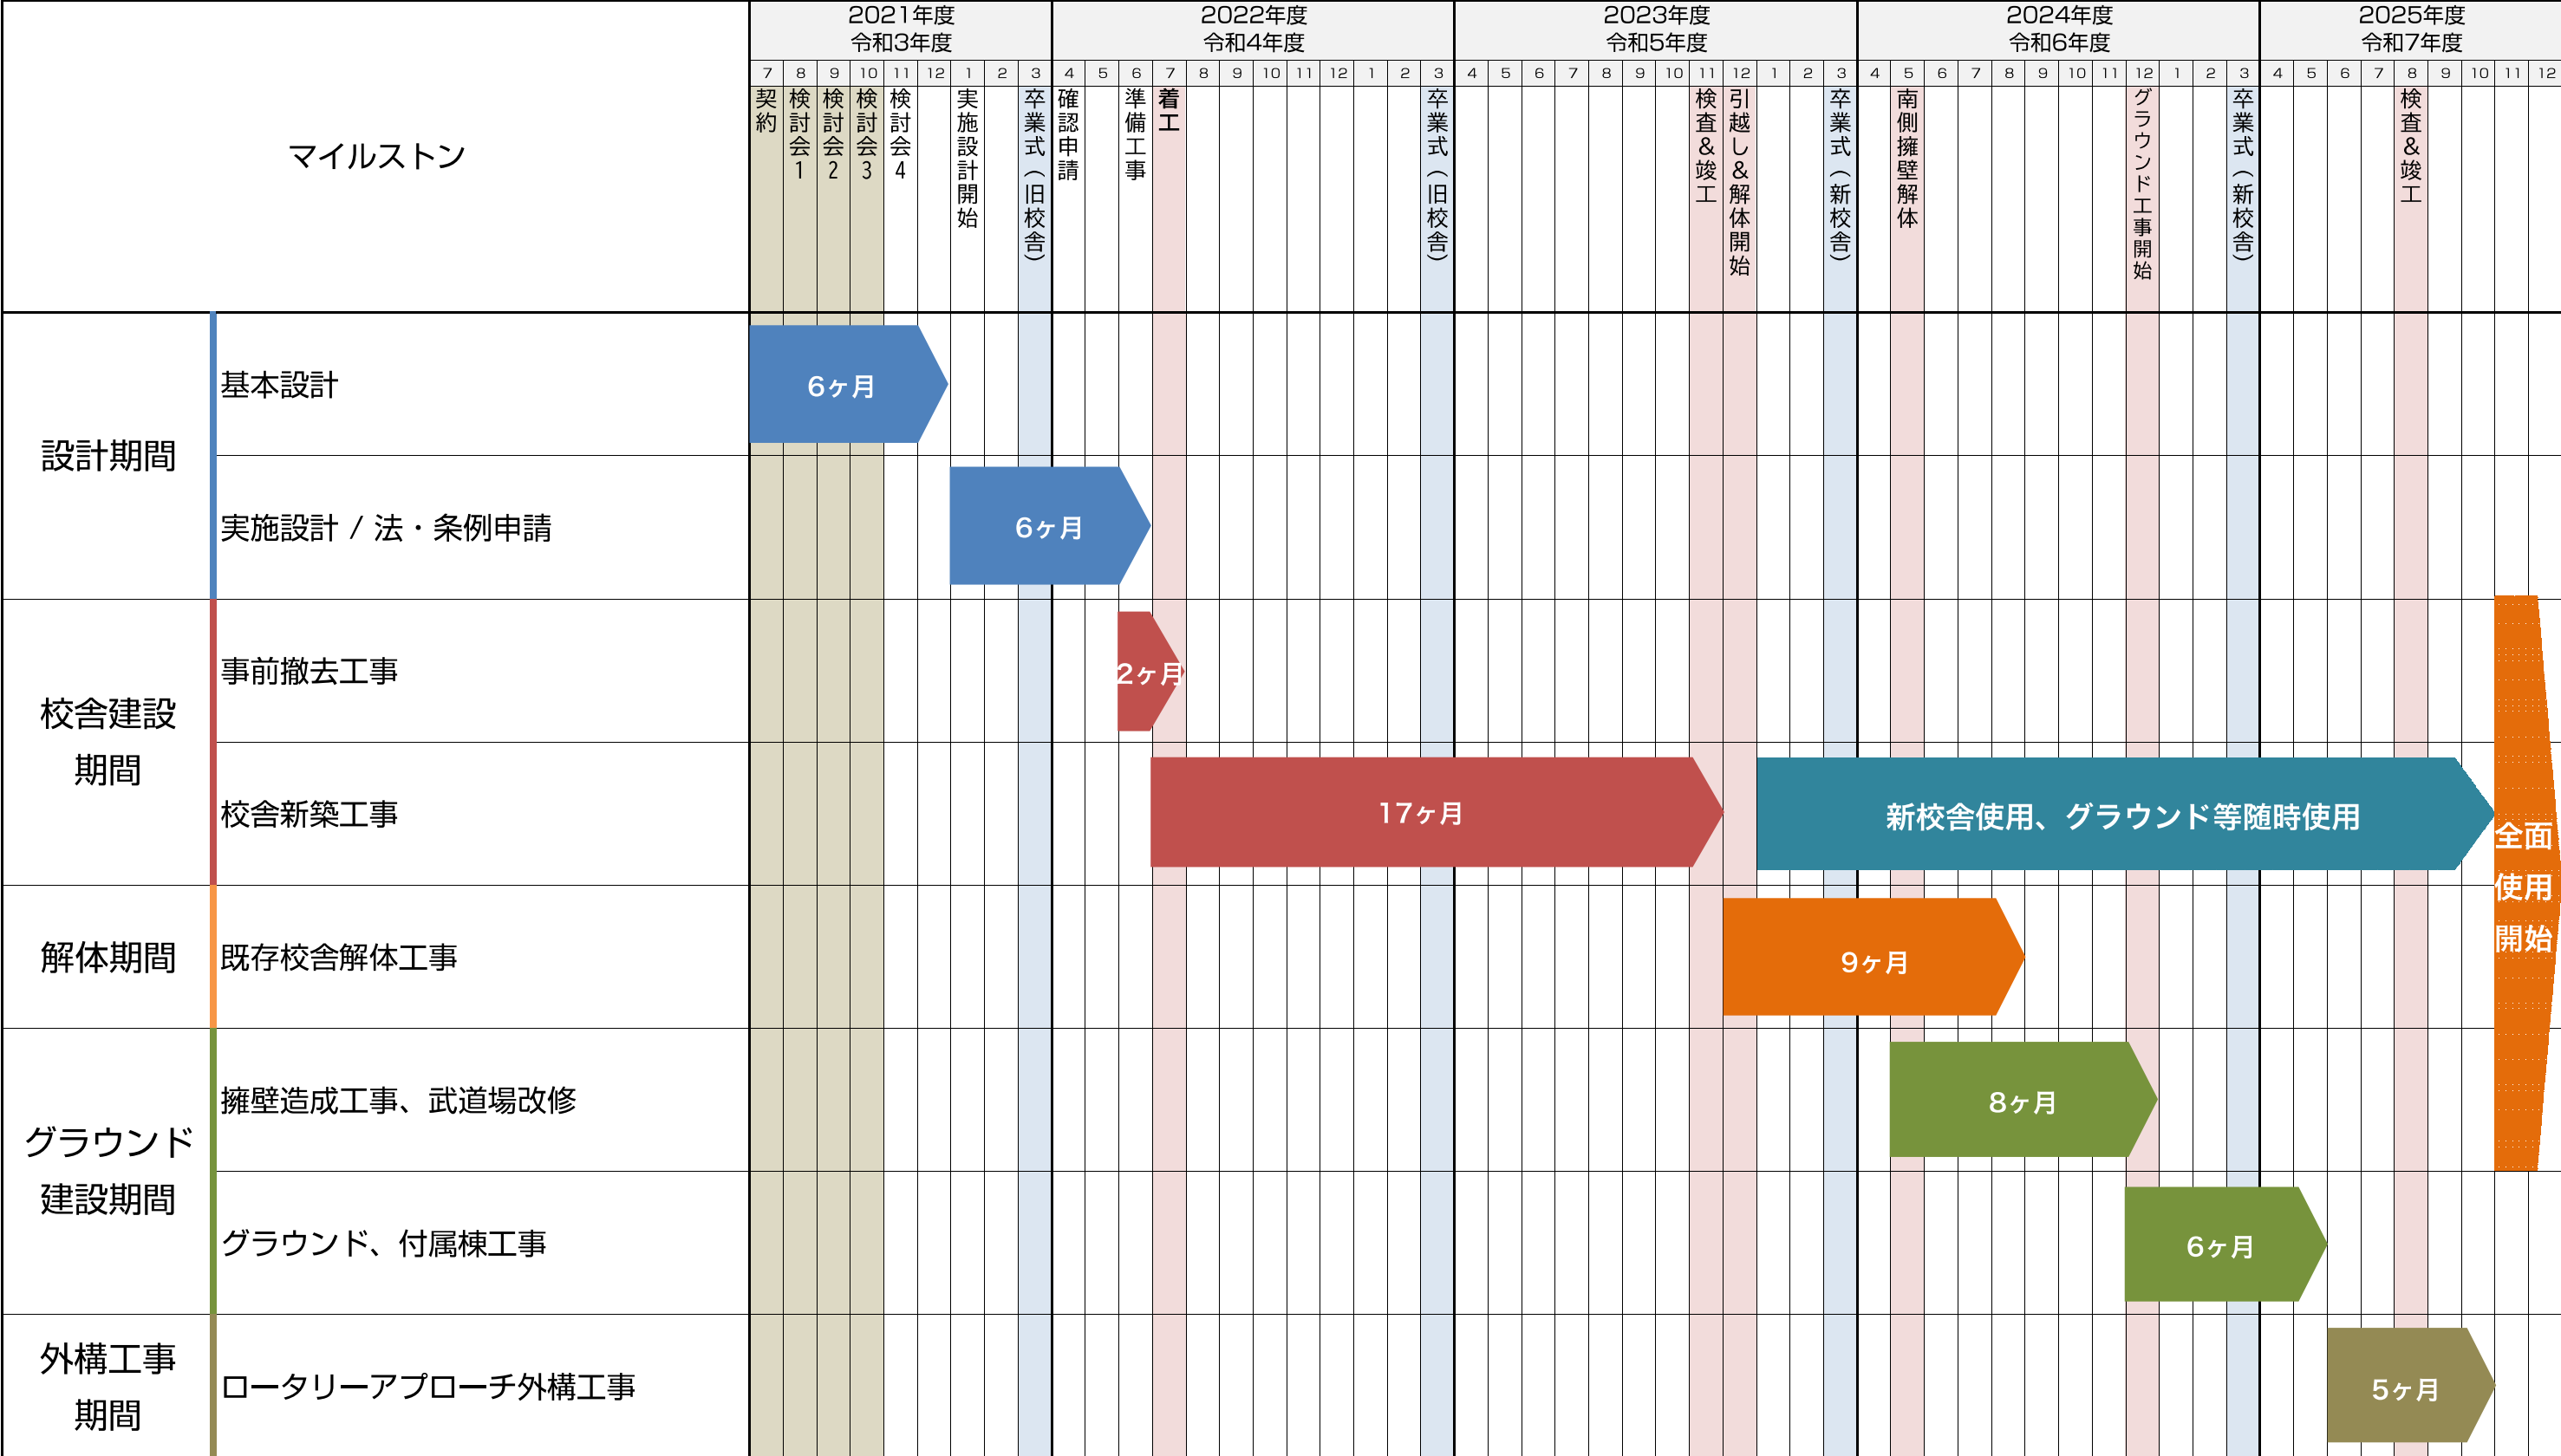 マイルストン
2021年度
令和3年度
2022年度
令和4年度
2023年度
令和5年度
2024年度
令和6年度
2025年度
令和7年度
7 8 9 10 11 12 1 2 3 4 5 6 7 8 9 10 11 12 1 2 3 4 5 6 7 8 9 10 11 12 1 2 3 4 5 6 7 8 9 10 11 12 1 2 3 4 5 6 7 8 9 10 11 12
契約
検討会1
検討会2
検討会3
検討会4
実施設計開始
卒業式（旧校舎）
確認申請
準備工事
着工
卒業式（旧校舎）
検査&竣工
引越し&解体開始
卒業式（新校舎）
南側擁壁解体
グラウンド工事開始
卒業式（新校舎）
検査&竣工
設計期間
基本設計
6ヶ月
実施設計 / 法・条例申請
6ヶ月
校舎建設
期間
事前撤去工事
2ヶ月
校舎新築工事
17ヶ月
新校舎使用、グラウンド等随時使用
全面
使用
開始
解体期間
既存校舎解体工事
9ヶ月
グラウンド
建設期間
擁壁造成工事、武道場改修
8ヶ月
グラウンド、付属棟工事
6ヶ月
外構工事
期間
ロータリーアプローチ外構工事
5ヶ月